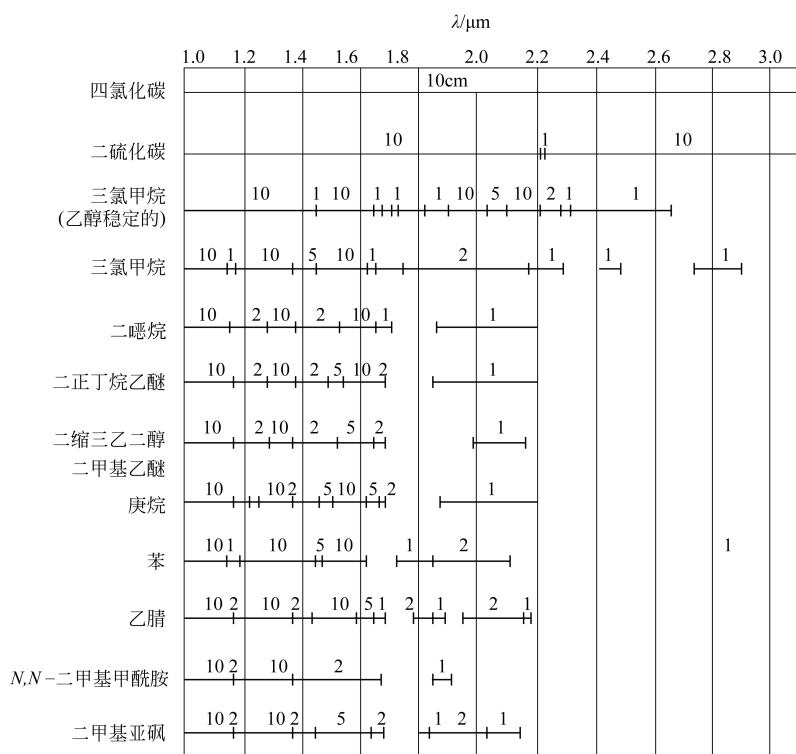 λ/μm
1.0 1.2 1.4 1.6 1.8 2.0 2.2 2.4 2.6 2.8 3.0
四氯化碳 10cm
二硫化碳 10 1 10
三氯甲烷 10 1 10 1 1 1 10 5 10 2 1 1
(乙醇稳定的)
三氯甲烷 10 1 10 5 10 1 2 1 1 1
二噁烷 10 2 10 2 10 1 1
二正丁烷乙醚 10 2 10 2 5 10 2 1
二缩三乙二醇 10 2 10 2 5 2 1
二甲基乙醚
庚烷 10 10 2 5 10 5 2 1
苯 10 1 10 5 10 1 2 1
乙腈 10 2 10 2 10 5 1 2 1 2 1
N,N-二甲基甲酰胺 10 2 10 2 1
二甲基亚砜 10 2 10 2 5 2 1 2 1